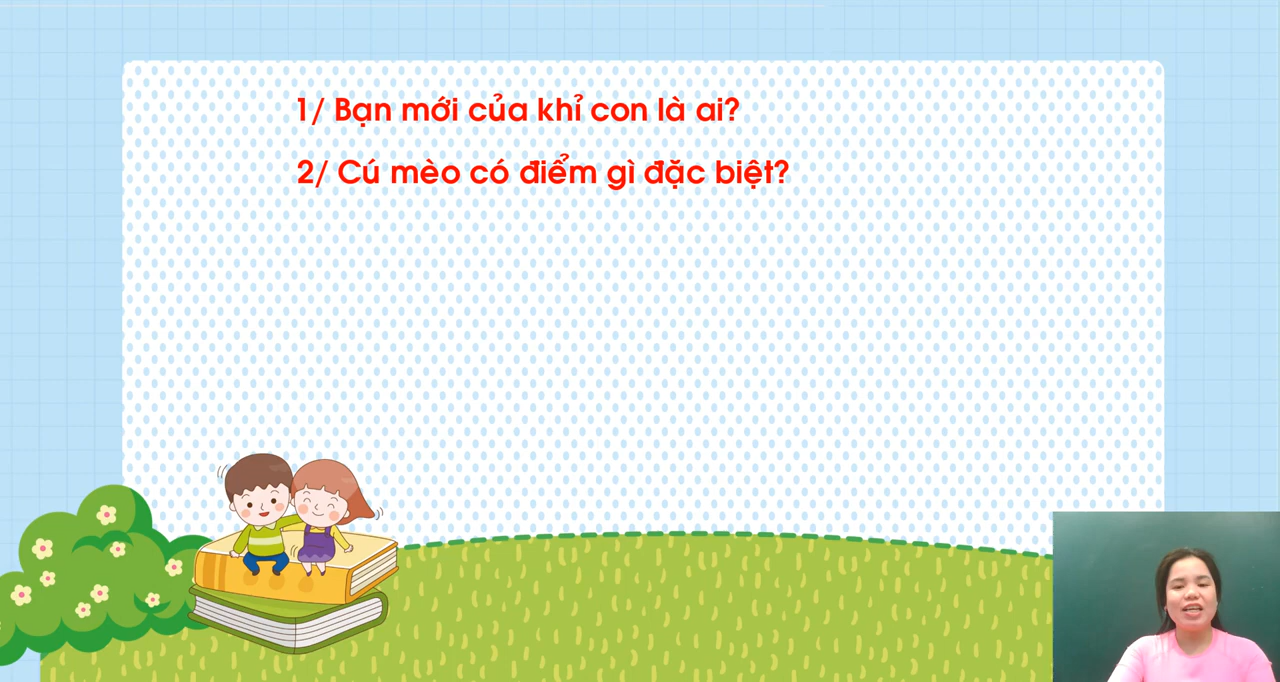 1/ Bạn mới của khỉ con là ai?
2/ Cú mèo có điểm gì đặc biệt?